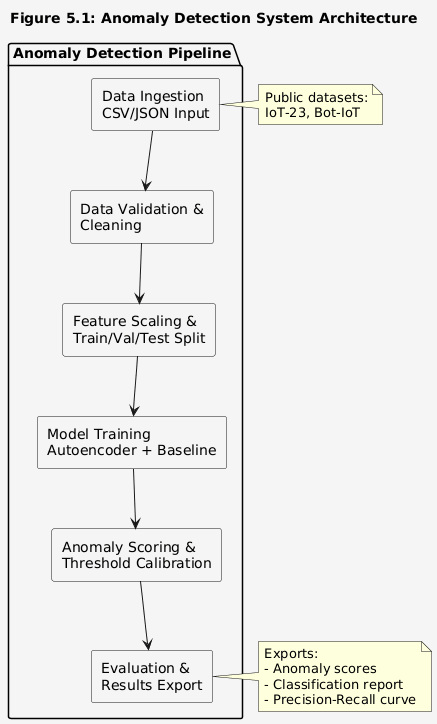 Figure 5.1: Anomaly Detection System Architecture
Anomaly Detection Pipeline
Data Ingestion
CSV/JSON Input
Public datasets:
IoT-23, Bot-IoT
Data Validation &
Cleaning
Feature Scaling &
Train/Val/Test Split
Model Training
Autoencoder + Baseline
Anomaly Scoring &
Threshold Calibration
Evaluation &
Results Export
Exports:
- Anomaly scores
- Classification report
- Precision-Recall curve